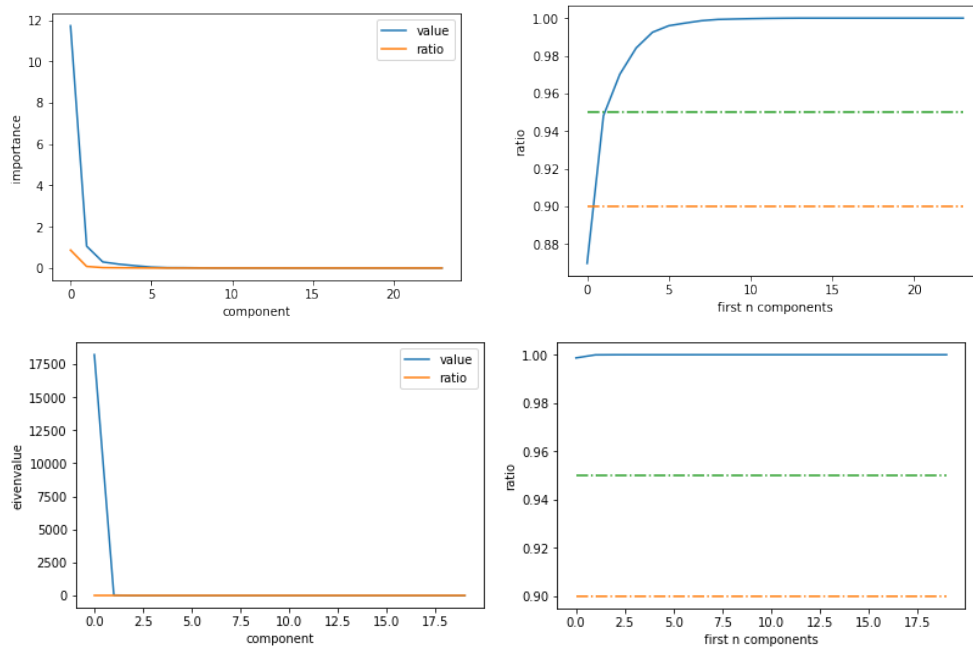 12
10
8
6
4
2
0
importance
value
ratio
0 5 10 15 20
component
1.00
0.98
0.96
0.94
0.92
0.90
0.88
ratio
0 5 10 15 20
first n components
17500
15000
12500
10000
7500
5000
2500
0
eivenvalue
value
ratio
0.0 2.5 5.0 7.5 10.0 12.5 15.0 17.5
component
1.00
0.98
0.96
0.94
0.92
0.90
ratio
0.0 2.5 5.0 7.5 10.0 12.5 15.0 17.5
first n components